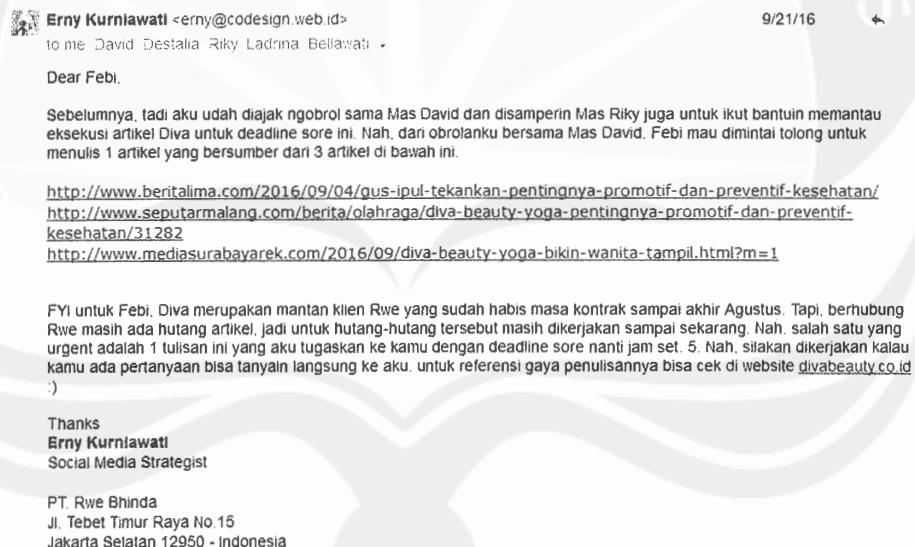 Erny Kurniawati <erny@codesign.web.id> 9/21/16
to me David Destalia Riky Ladrina Bellawati
Dear Febi,
Sebelumnya, tadi aku udah diajak ngobrol sama Mas David dan disamperin Mas Riky juga untuk ikut bantuin memantau
eksekusi artikel Diva untuk deadline sore ini. Nah, dari obrolanku bersama Mas David, Febi mau dimintai tolong untuk
menulis 1 artikel yang bersumber dari 3 artikel di bawah ini.
http://www.beritalima.com/2016/09/04/gus-ipul-tekankan-pentingnya-promotif-dan-preventif-kesehatan/
http://www.seputarmalang.com/berita/olahraga/diva-beauty-yoga-pentingnya-promotif-dan-preventif-
kesehatan/31282
http://www.mediasurabayarek.com/2016/09/diva-beauty-yoga-bikin-wanita-tampil.html?m=1
FYI untuk Febi, Diva merupakan mantan klien Rwe yang sudah habis masa kontrak sampai akhir Agustus. Tapi, berhubung
Rwe masih ada hutang artikel, jadi untuk hutang-hutang tersebut masih dikerjakan sampai sekarang. Nah, salah satu yang
urgent adalah 1 tulisan ini yang aku tugaskan ke kamu dengan deadline sore nanti jam set. 5. Nah, silakan dikerjakan kalau
kamu ada pertanyaan bisa tanyain langsung ke aku. untuk referensi gaya penulisannya bisa cek di website divabeauty.co.id
:)
Thanks
Erny Kurniawati
Social Media Strategist
PT. Rwe Bhinda
Jl. Tebet Timur Raya No.15
Jakarta Selatan 12950 - Indonesia